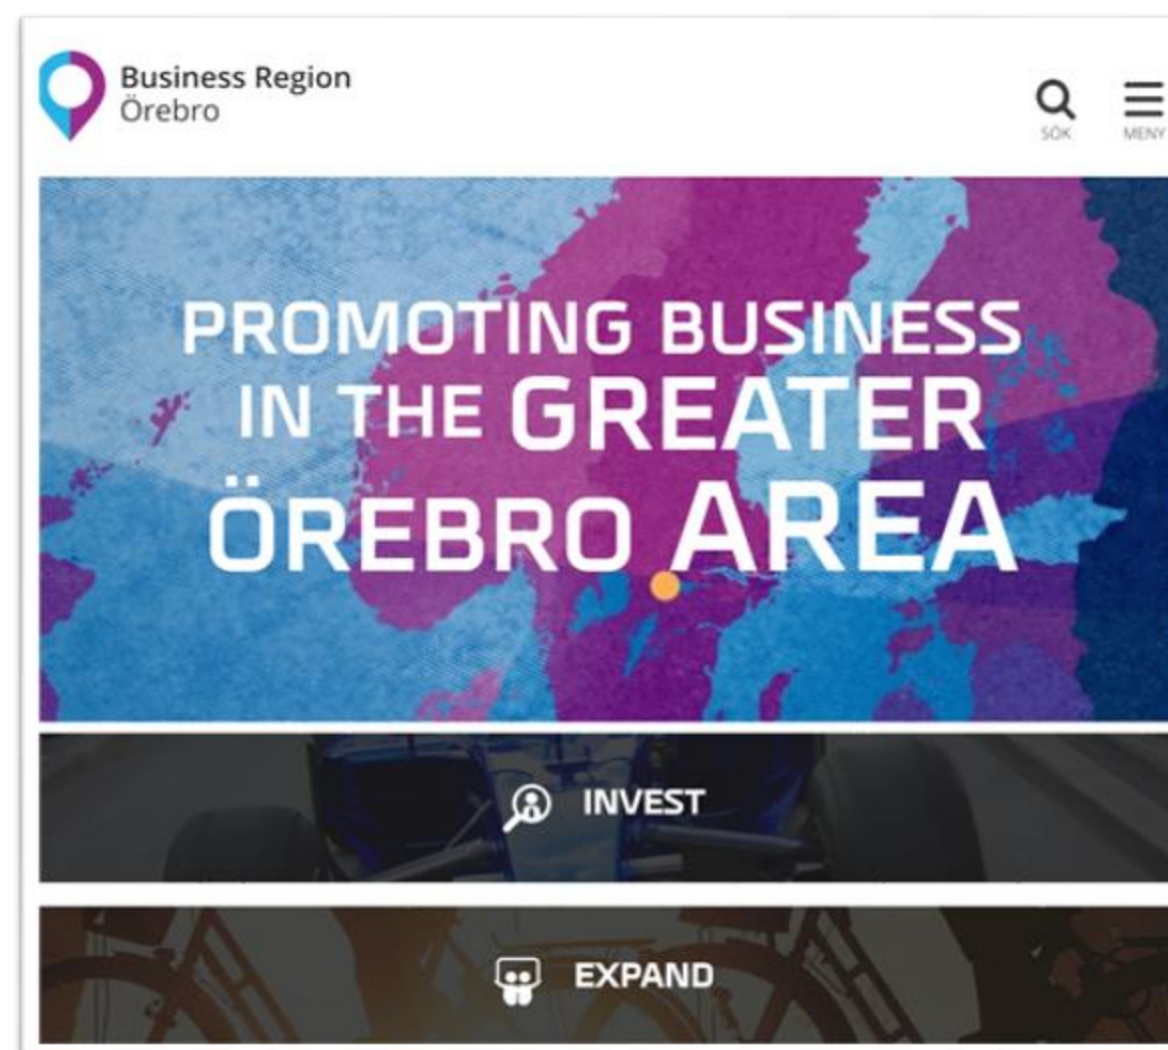 Business Region
Örebro
SÖK
MENY
PROMOTING BUSINESS
IN THE GREATER
ÖREBRO AREA
INVEST
EXPAND